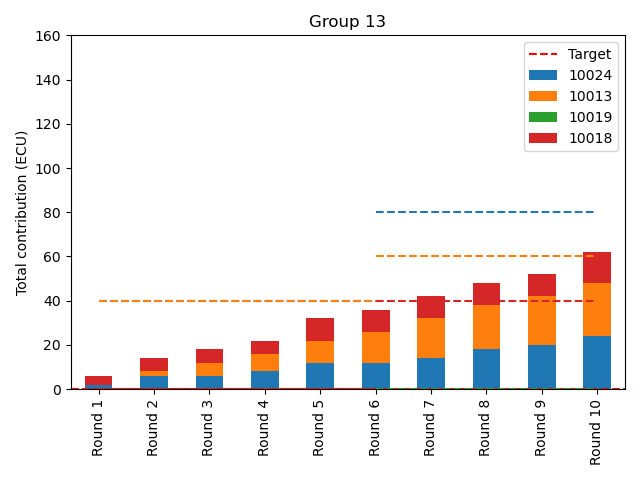 Group 13
Total contribution (ECU)
160
140
120
100
80
60
40
20
0
Target
10024
10013
10019
10018
Round 1
Round 2
Round 3
Round 4
Round 5
Round 6
Round 7
Round 8
Round 9
Round 10